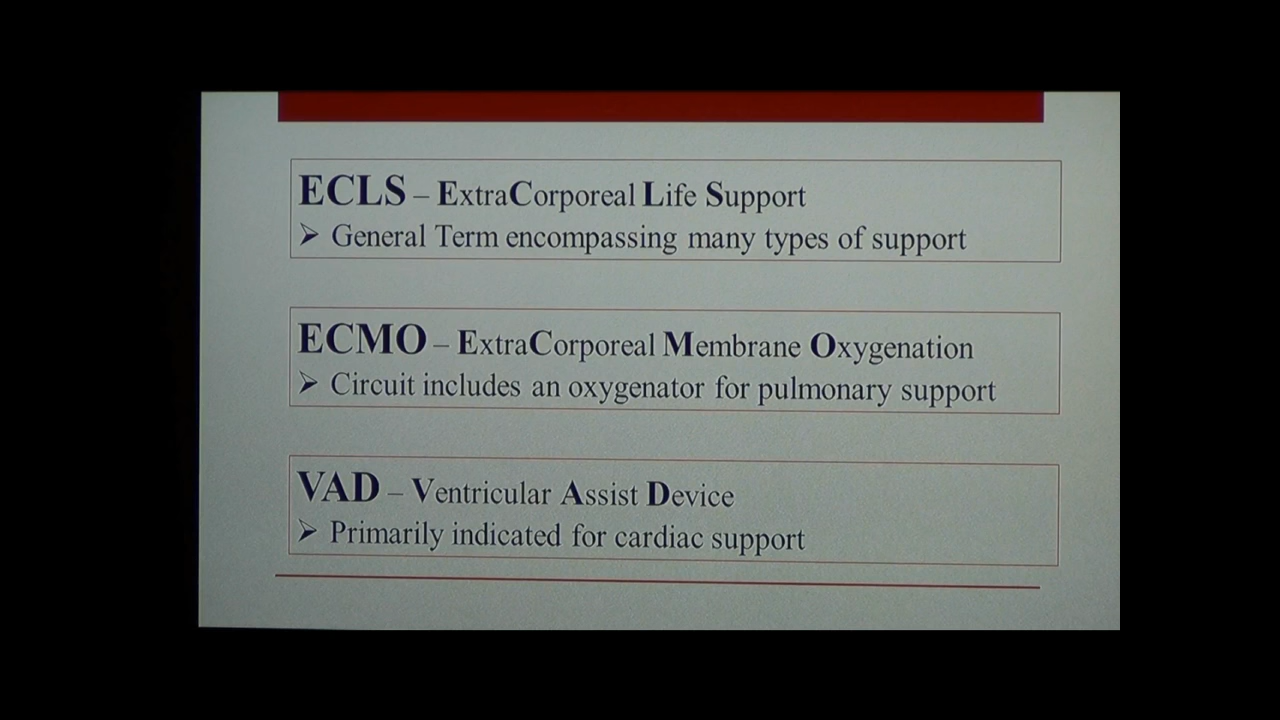 ECLS – ExtraCorporeal Life Support
➢ General Term encompassing many types of support
ECMO – ExtraCorporeal Membrane Oxygenation
➢ Circuit includes an oxygenator for pulmonary support
VAD – Ventricular Assist Device
➢ Primarily indicated for cardiac support